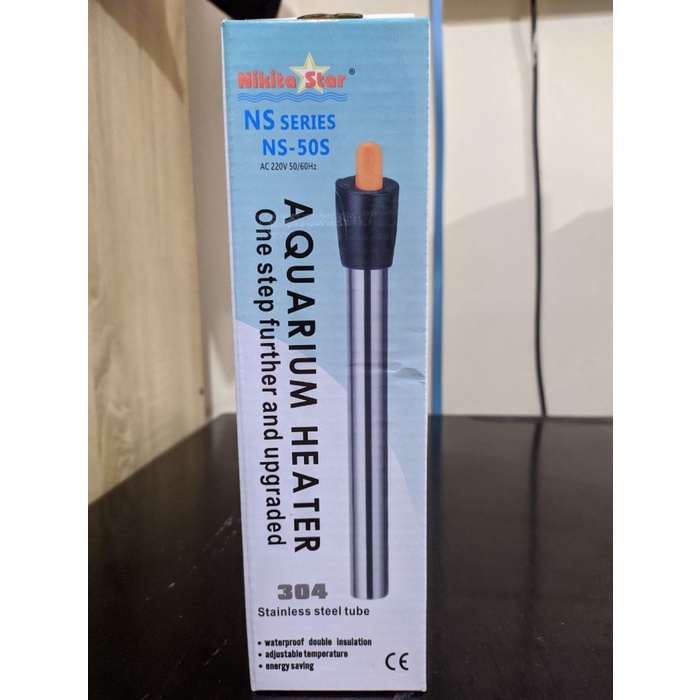 Nikita Star®
NS SERIES
NS-50S
AC 220V 50/60Hz
AQUARIUM HEATER
One step further and upgraded
304
Stainless steel tube
• waterproof double insulation
• adjustable temperature
• energy saving
CE